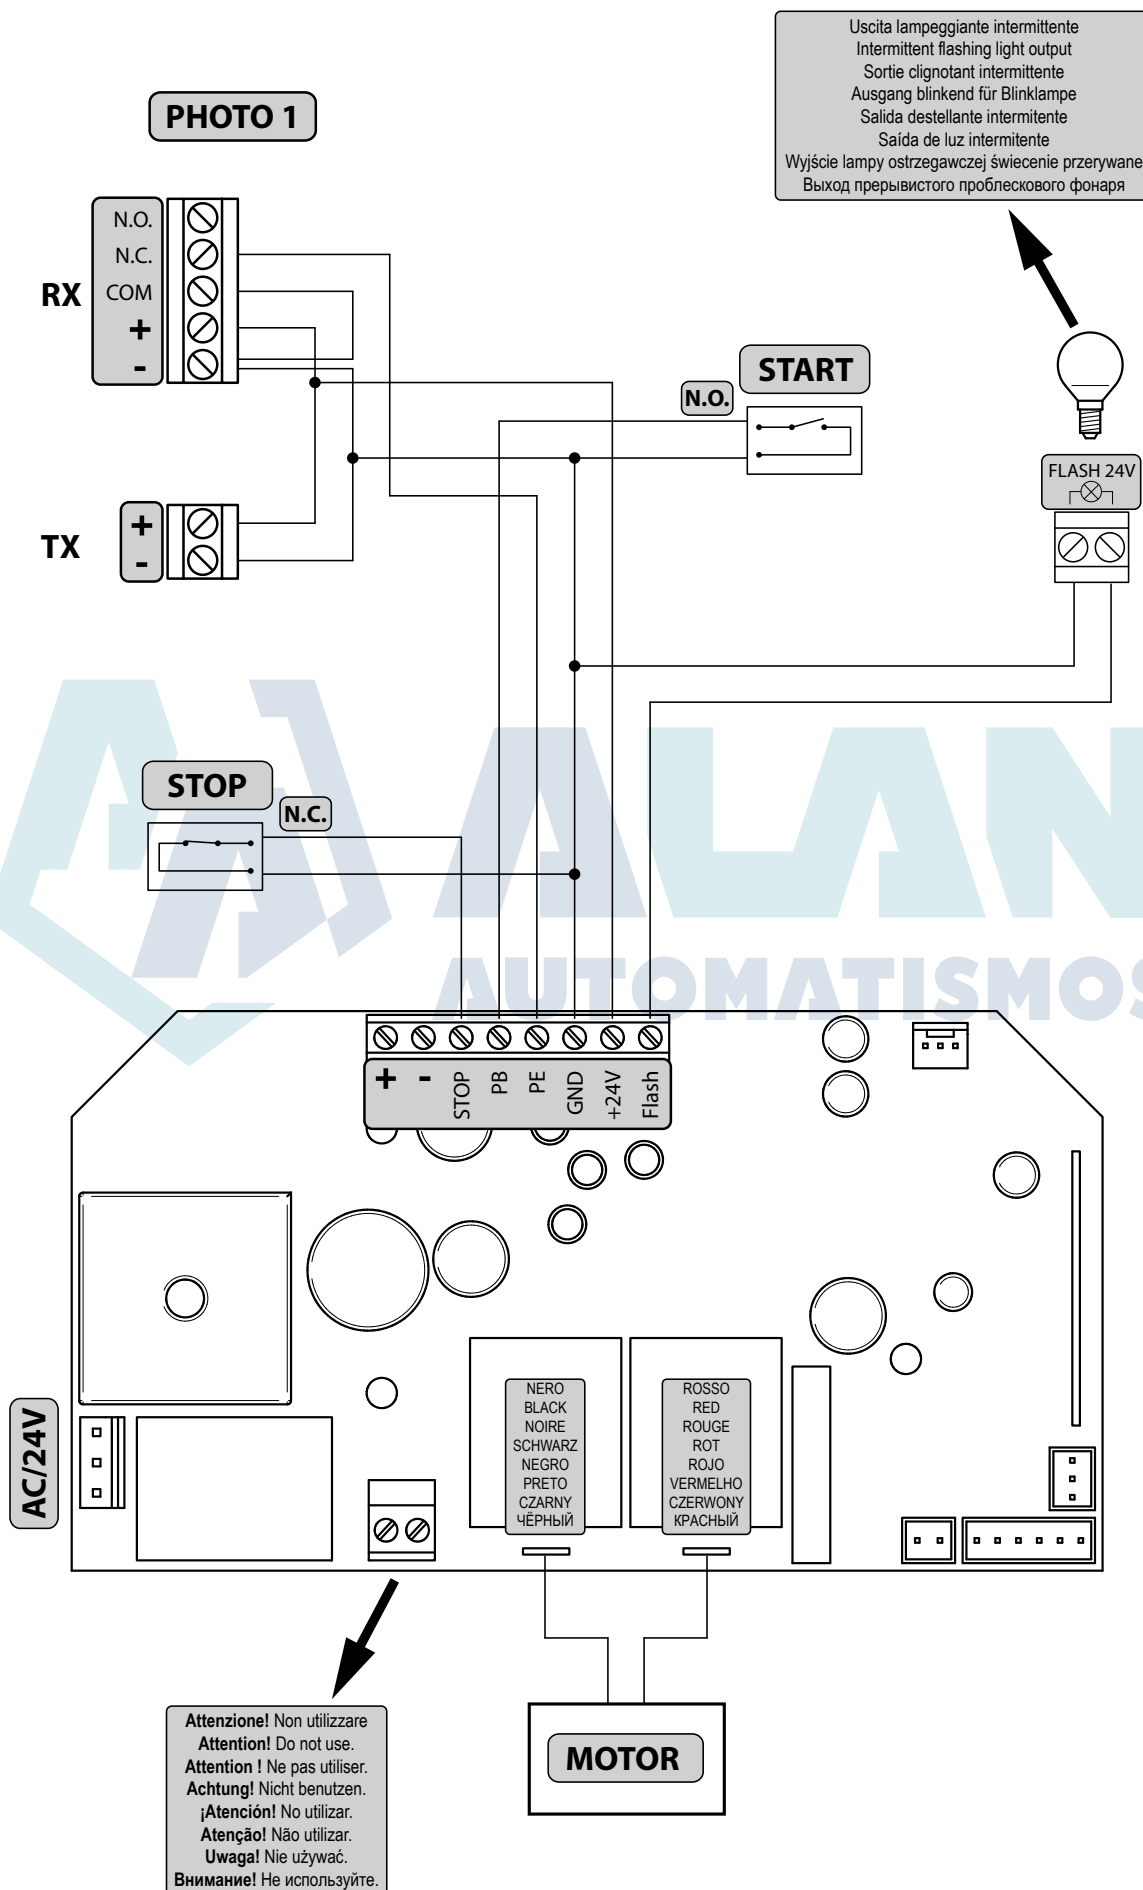 Uscita lampeggiante intermittente
Intermittent flashing light output
Sortie clignotant intermittente
Ausgang blinkend für Blinklampe
Salida destellante intermitente
Saída de luz intermitente
Wyjście lampy ostrzegawczej świecenie przerywane
Выход прерывистого проблескового фонаря
PHOTO 1
RX
N.O.
N.C.
COM
+
-
START
N.O.
FLASH 24V
TX
+
-
STOP
N.C.
ALAN
AUTOMATISMOS
+ - STOP PB PE GND +24V Flash
AC/24V
NERO
BLACK
NOIRE
SCHWARZ
NEGRO
PRETO
CZARNY
ЧЁРНЫЙ
ROSSO
RED
ROUGE
ROT
ROJO
VERMELHO
CZERWONY
КРАСНЫЙ
Attenzione! Non utilizzare
Attention! Do not use.
Attention ! Ne pas utiliser.
Achtung! Nicht benutzen.
¡Atención! No utilizar.
Atenção! Não utilizar.
Uwaga! Nie używać.
Внимание! Не используйте.
MOTOR